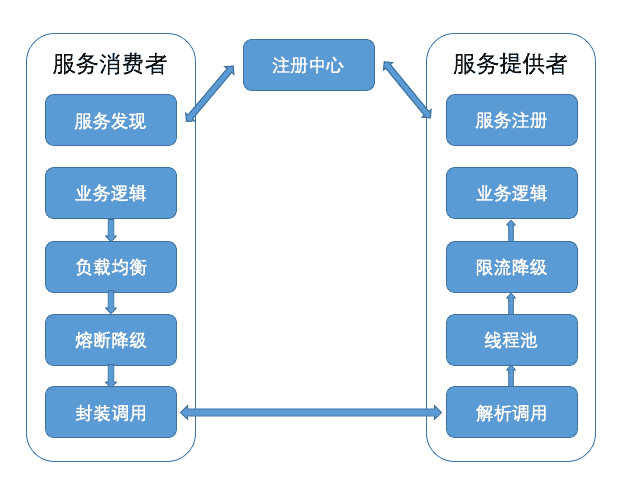 服务消费者
服务发现
业务逻辑
负载均衡
熔断降级
封装调用
注册中心
服务提供者
服务注册
业务逻辑
限流降级
线程池
解析调用